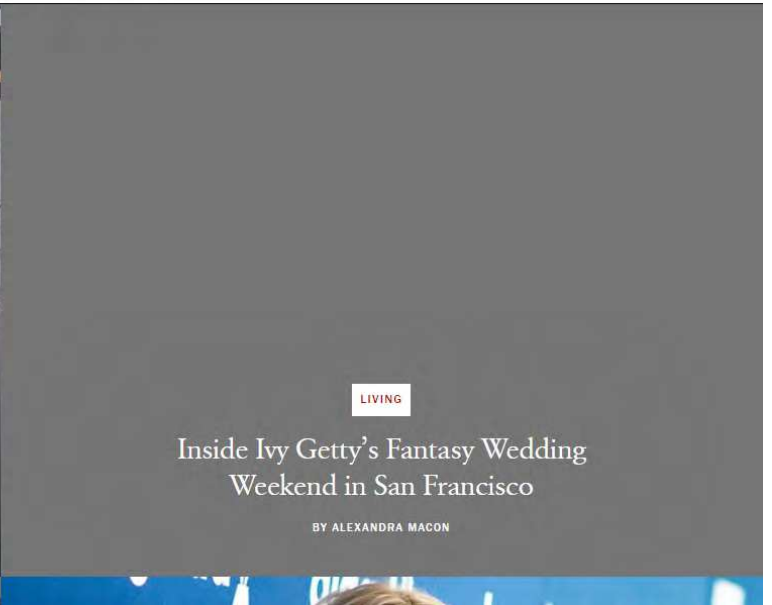 LIVING
Inside Ivy Getty's Fantasy Wedding
Weekend in San Francisco
BY ALEXANDRA MACON